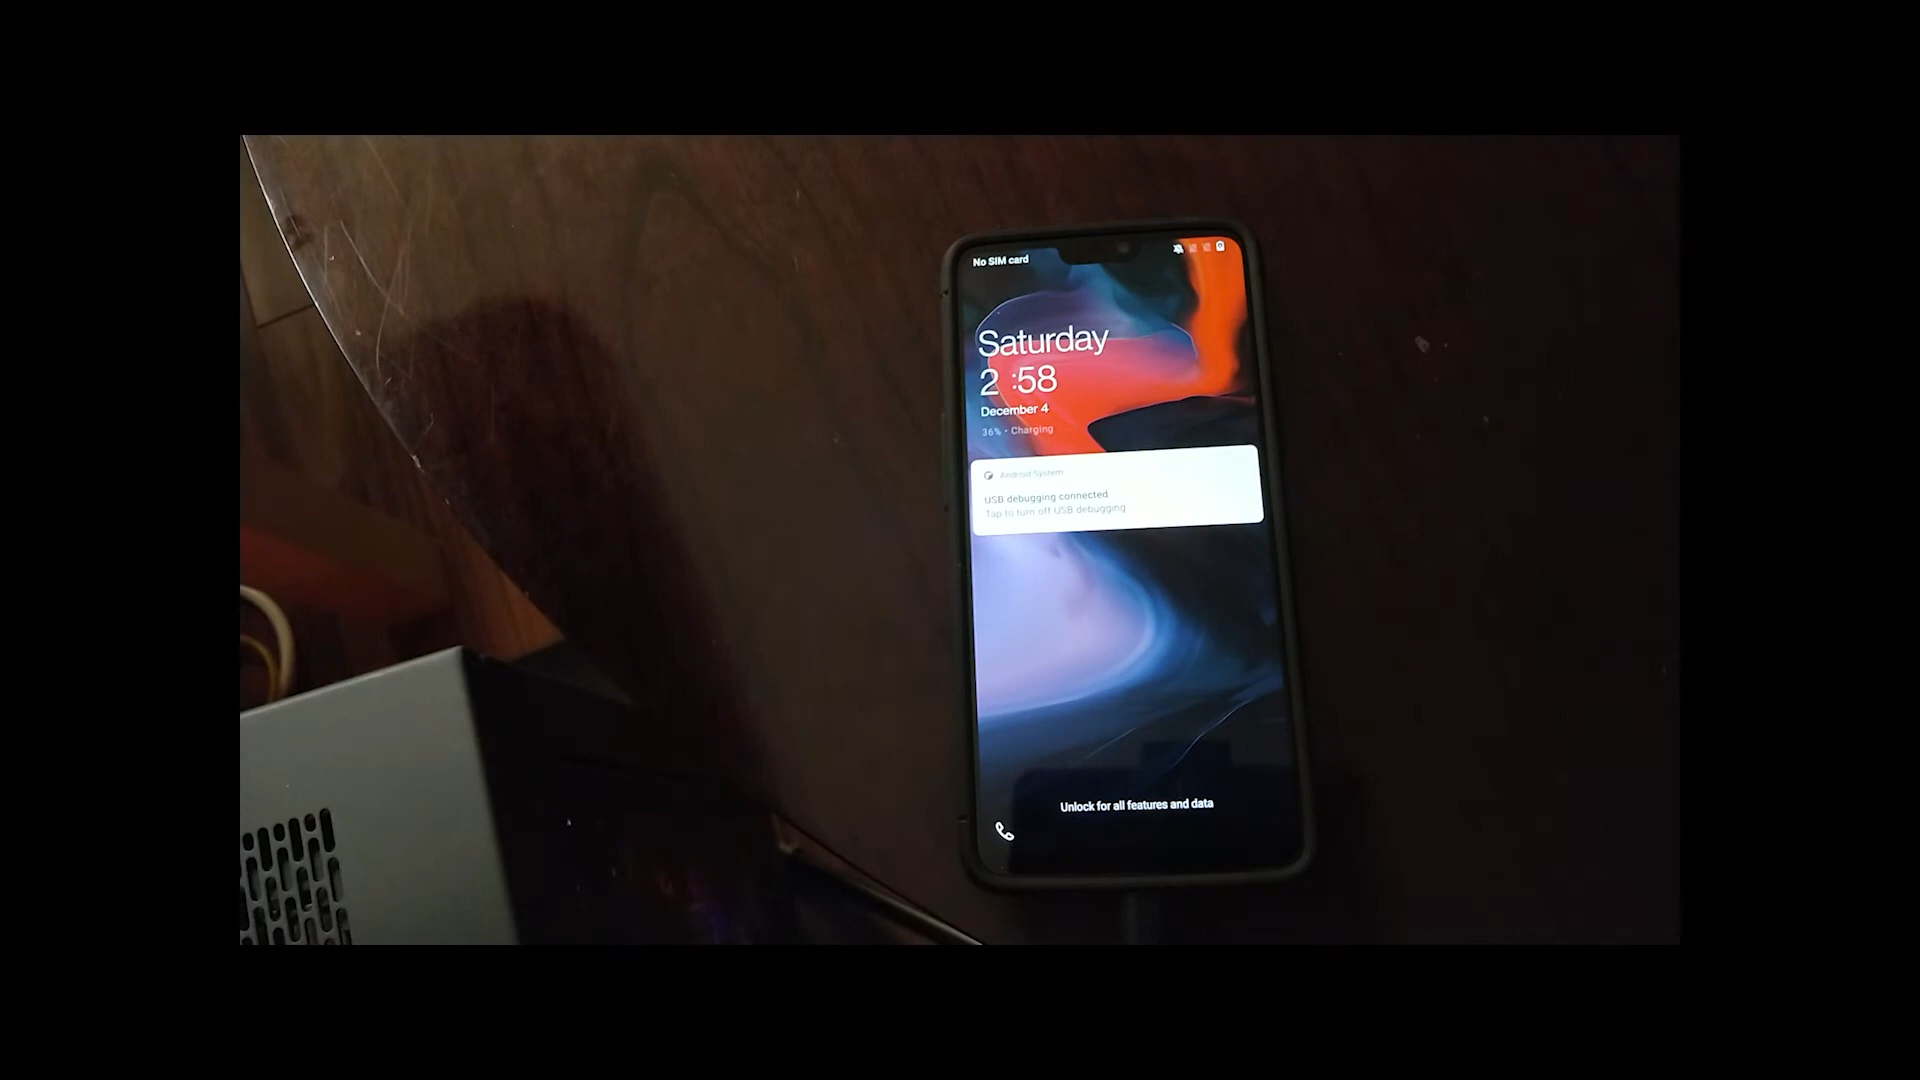 No SIM card
Saturday
2 :58
December 4
36% • Charging
Android System
USB debugging connected
Tap to turn off USB debugging
Unlock for all features and data